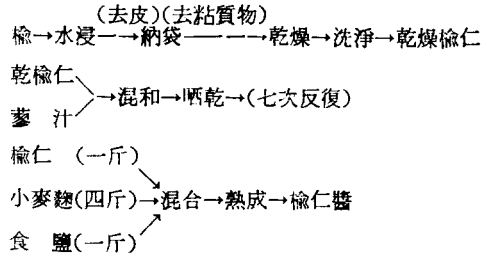 (去皮)(去粘質物)
楡→水浸─→納袋────→乾燥→洗淨→乾燥楡仁
乾楡仁
→混和→晒乾→(七次反復)
蓼 汁
楡仁 (一斤)
小麥麴(四斤)→混合→熟成→楡仁醬
食 鹽(一斤)